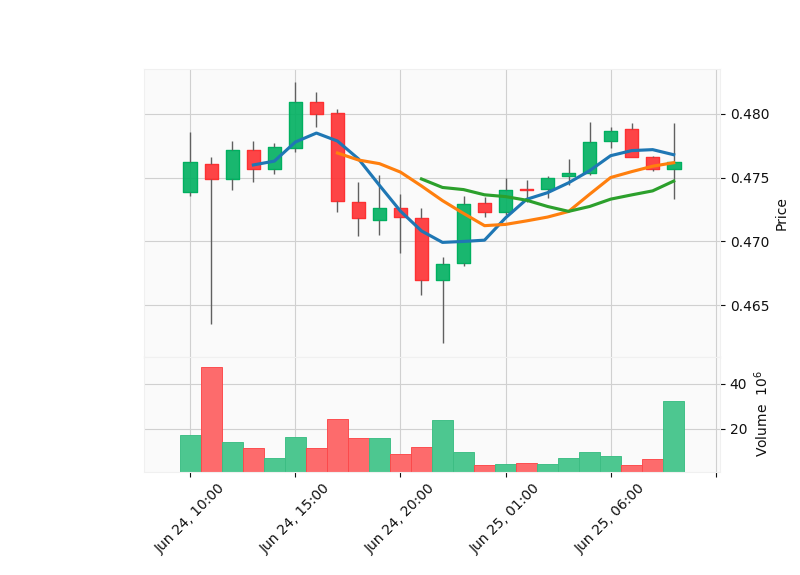 0.480
0.475
0.470
0.465
Price
40
20
Volume 10^6
Jun 24, 10:00
Jun 24, 15:00
Jun 24, 20:00
Jun 25, 01:00
Jun 25, 06:00